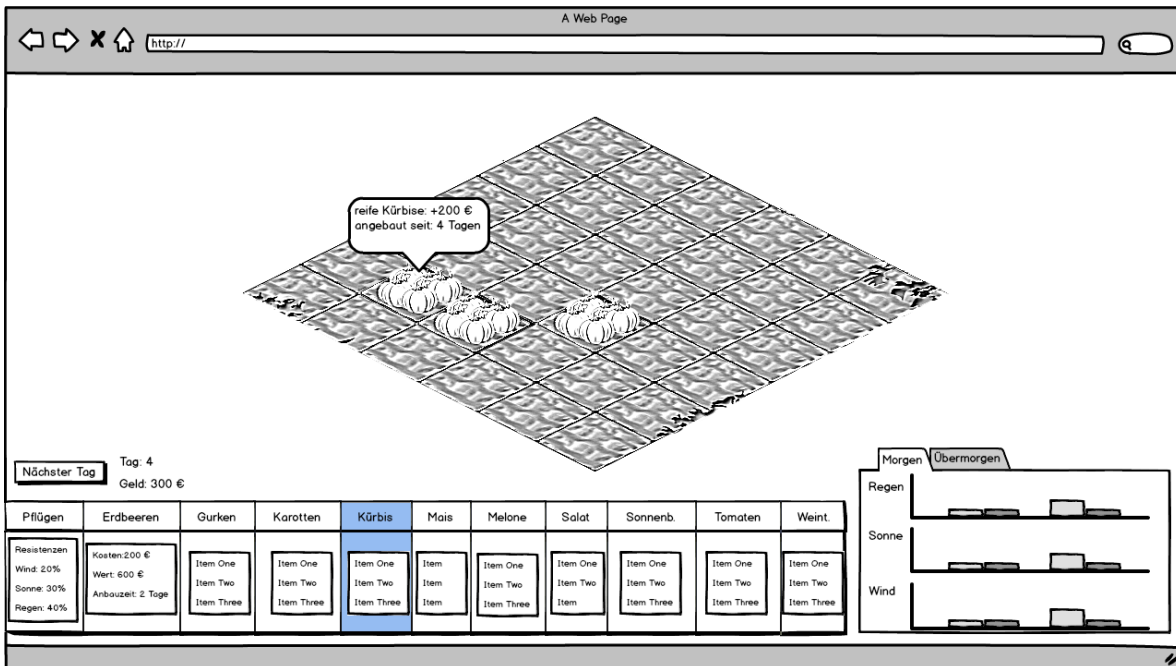 A Web Page
http://
reife Kürbise: +200 €
angebaut seit: 4 Tagen
Nächster Tag
Tag: 4
Geld: 300 €
Morgen
Übermorgen
Regen
Sonne
Wind
Pflügen
Erdbeeren
Gurken
Karotten
Kürbis
Mais
Melone
Salat
Sonnenb.
Tomaten
Weint.
Resistenzen
Wind: 20%
Sonne: 30%
Regen: 40%
Kosten:200 €
Wert: 600 €
Anbauzeit: 2 Tage
Item One
Item Two
Item Three
Item One
Item Two
Item Three
Item One
Item Two
Item Three
Item
Item
Item
Item One
Item Two
Item Three
Item One
Item Two
Item
Item One
Item Two
Item Three
Item One
Item Two
Item Three
Item One
Item Two
Item Three